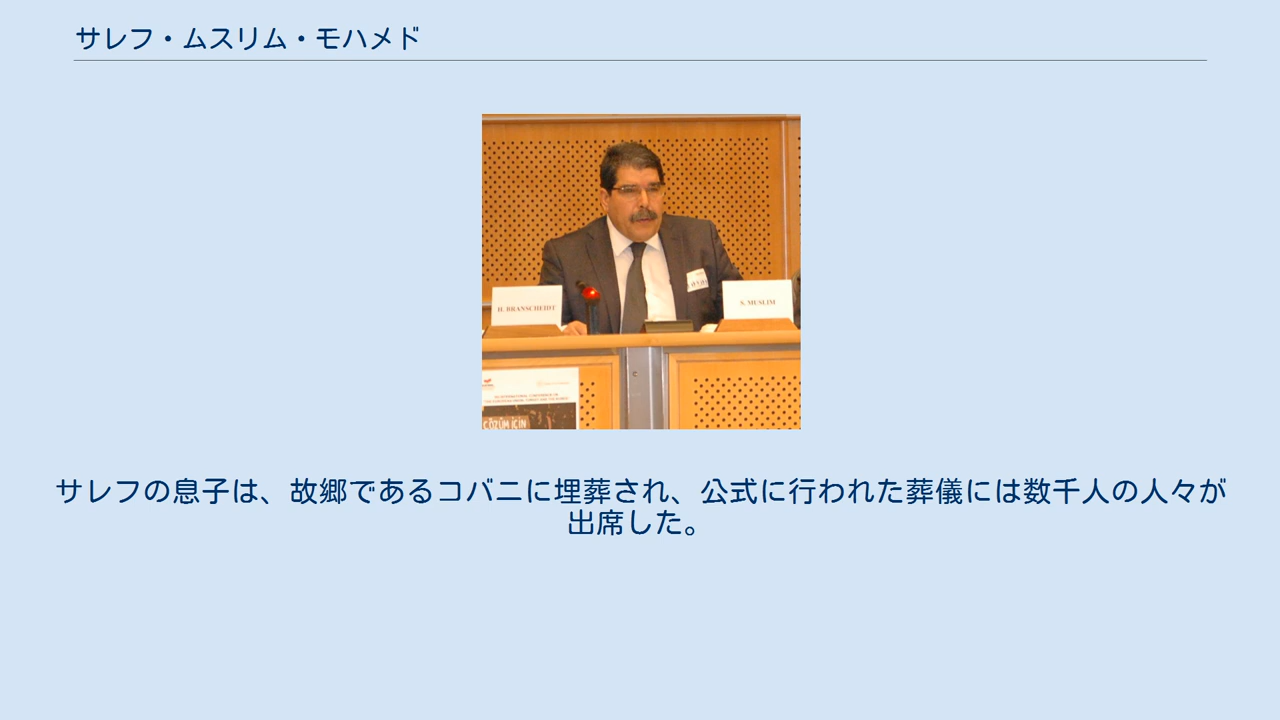 サレフ・ムスリム・モハメド
H. BRANSCHEIDT
S. MUSLIM
ÇÖZÜM İÇİN
サレフの息子は、故郷であるコバニに埋葬され、公式に行われた葬儀には数千人の人々が
出席した。